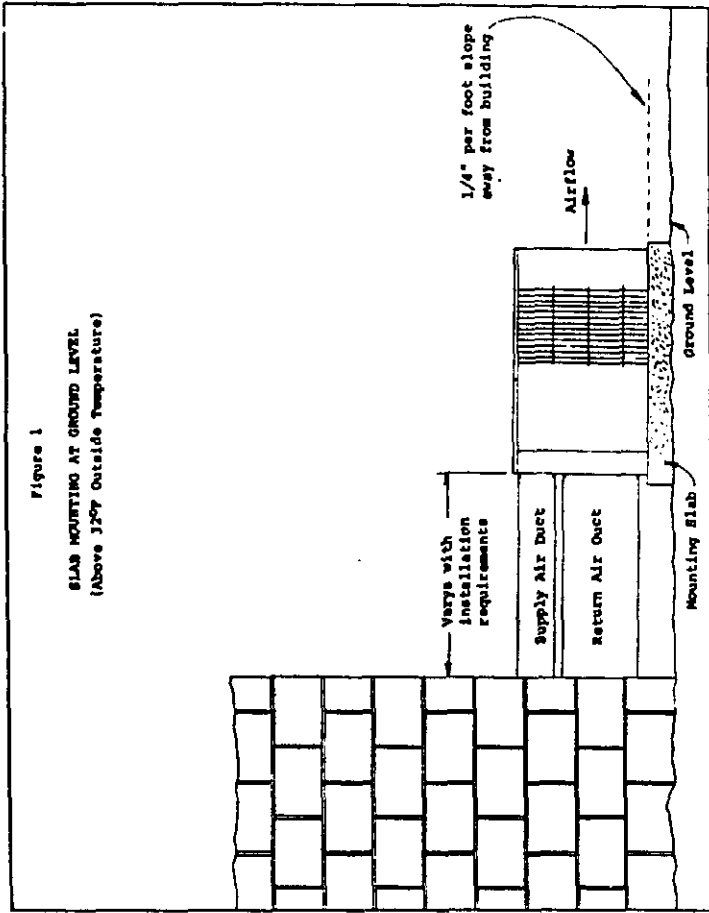 Figure 1
SLAB MOUNTING AT GROUND LEVEL
(Above 32°F Outside Temperature)
Varys with
installation
requirements
Supply Air Duct
Return Air Duct
Mounting Slab
Ground Level
Airflow
1/4" per foot slope
away from building